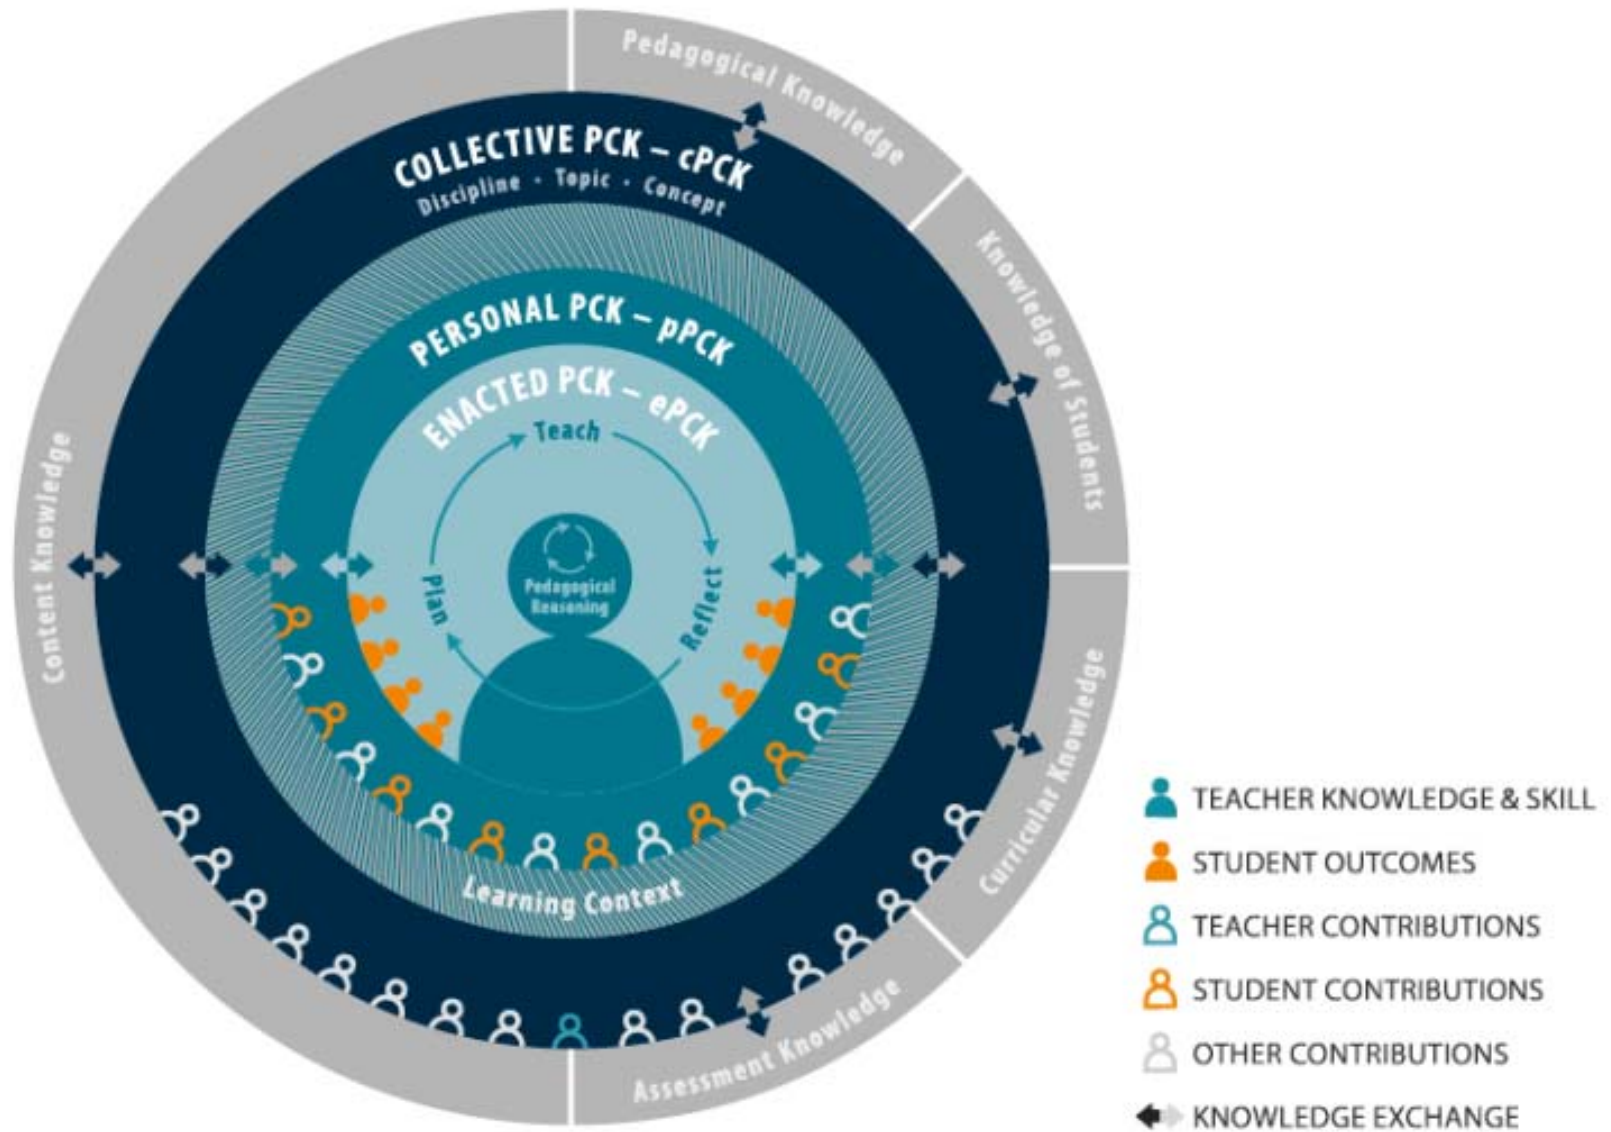 Pedagogical Knowledge
COLLECTIVE PCK – cPCK
Discipline · Topic · Concept
Knowledge of Students
PERSONAL PCK – pPCK
ENACTED PCK – ePCK
Teach
Content Knowledge
Pedagogical
Reasoning
Plan
Reflect
Curricular Knowledge
Learning Context
Assessment Knowledge
TEACHER KNOWLEDGE & SKILL
STUDENT OUTCOMES
TEACHER CONTRIBUTIONS
STUDENT CONTRIBUTIONS
OTHER CONTRIBUTIONS
KNOWLEDGE EXCHANGE